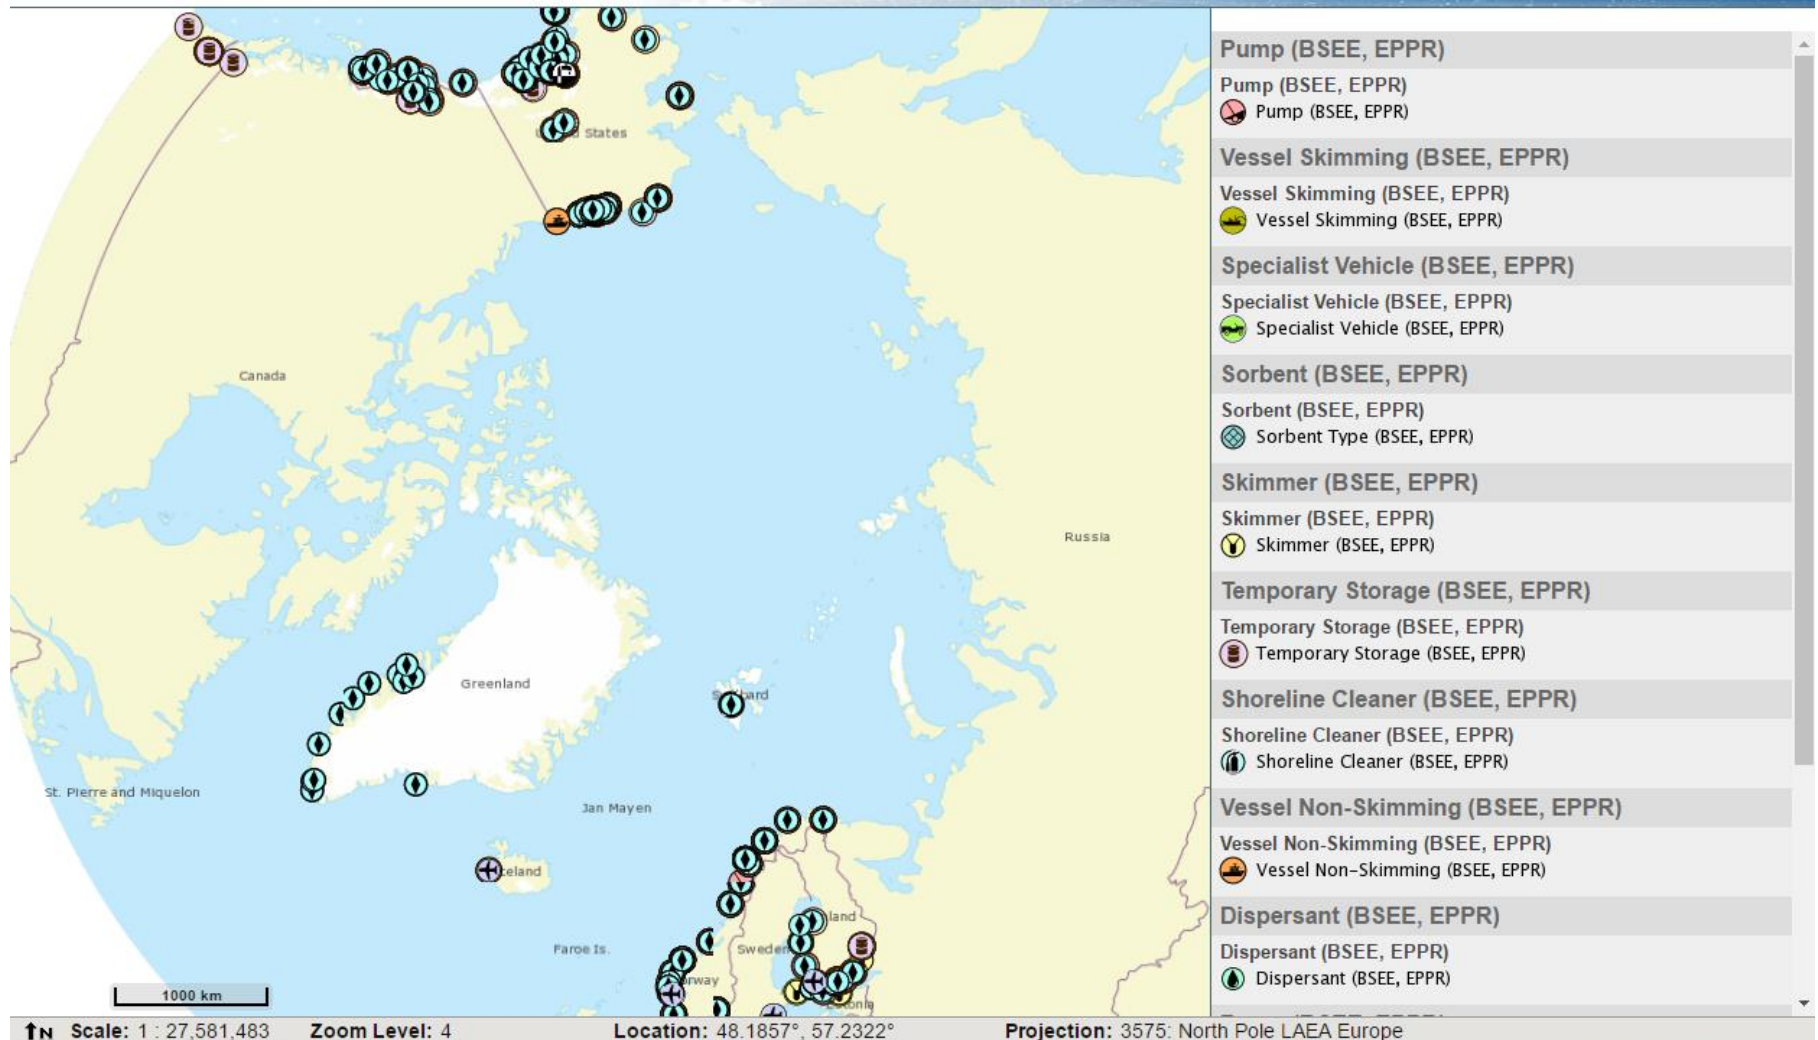 United States
Canada
Russia
Greenland
Svalbard
St. Pierre and Miquelon
Jan Mayen
Iceland
land
Faroe Is.
Sweden
Norway
Estonia
1000 km
Pump (BSEE, EPPR)
Pump (BSEE, EPPR)
Pump (BSEE, EPPR)
Vessel Skimming (BSEE, EPPR)
Vessel Skimming (BSEE, EPPR)
Vessel Skimming (BSEE, EPPR)
Specialist Vehicle (BSEE, EPPR)
Specialist Vehicle (BSEE, EPPR)
Specialist Vehicle (BSEE, EPPR)
Sorbent (BSEE, EPPR)
Sorbent (BSEE, EPPR)
Sorbent Type (BSEE, EPPR)
Skimmer (BSEE, EPPR)
Skimmer (BSEE, EPPR)
Skimmer (BSEE, EPPR)
Temporary Storage (BSEE, EPPR)
Temporary Storage (BSEE, EPPR)
Temporary Storage (BSEE, EPPR)
Shoreline Cleaner (BSEE, EPPR)
Shoreline Cleaner (BSEE, EPPR)
Shoreline Cleaner (BSEE, EPPR)
Vessel Non-Skimming (BSEE, EPPR)
Vessel Non-Skimming (BSEE, EPPR)
Vessel Non-Skimming (BSEE, EPPR)
Dispersant (BSEE, EPPR)
Dispersant (BSEE, EPPR)
Dispersant (BSEE, EPPR)
N Scale: 1 : 27,581,483 Zoom Level: 4 Location: 48.1857°, 57.2322° Projection: 3575: North Pole LAEA Europe